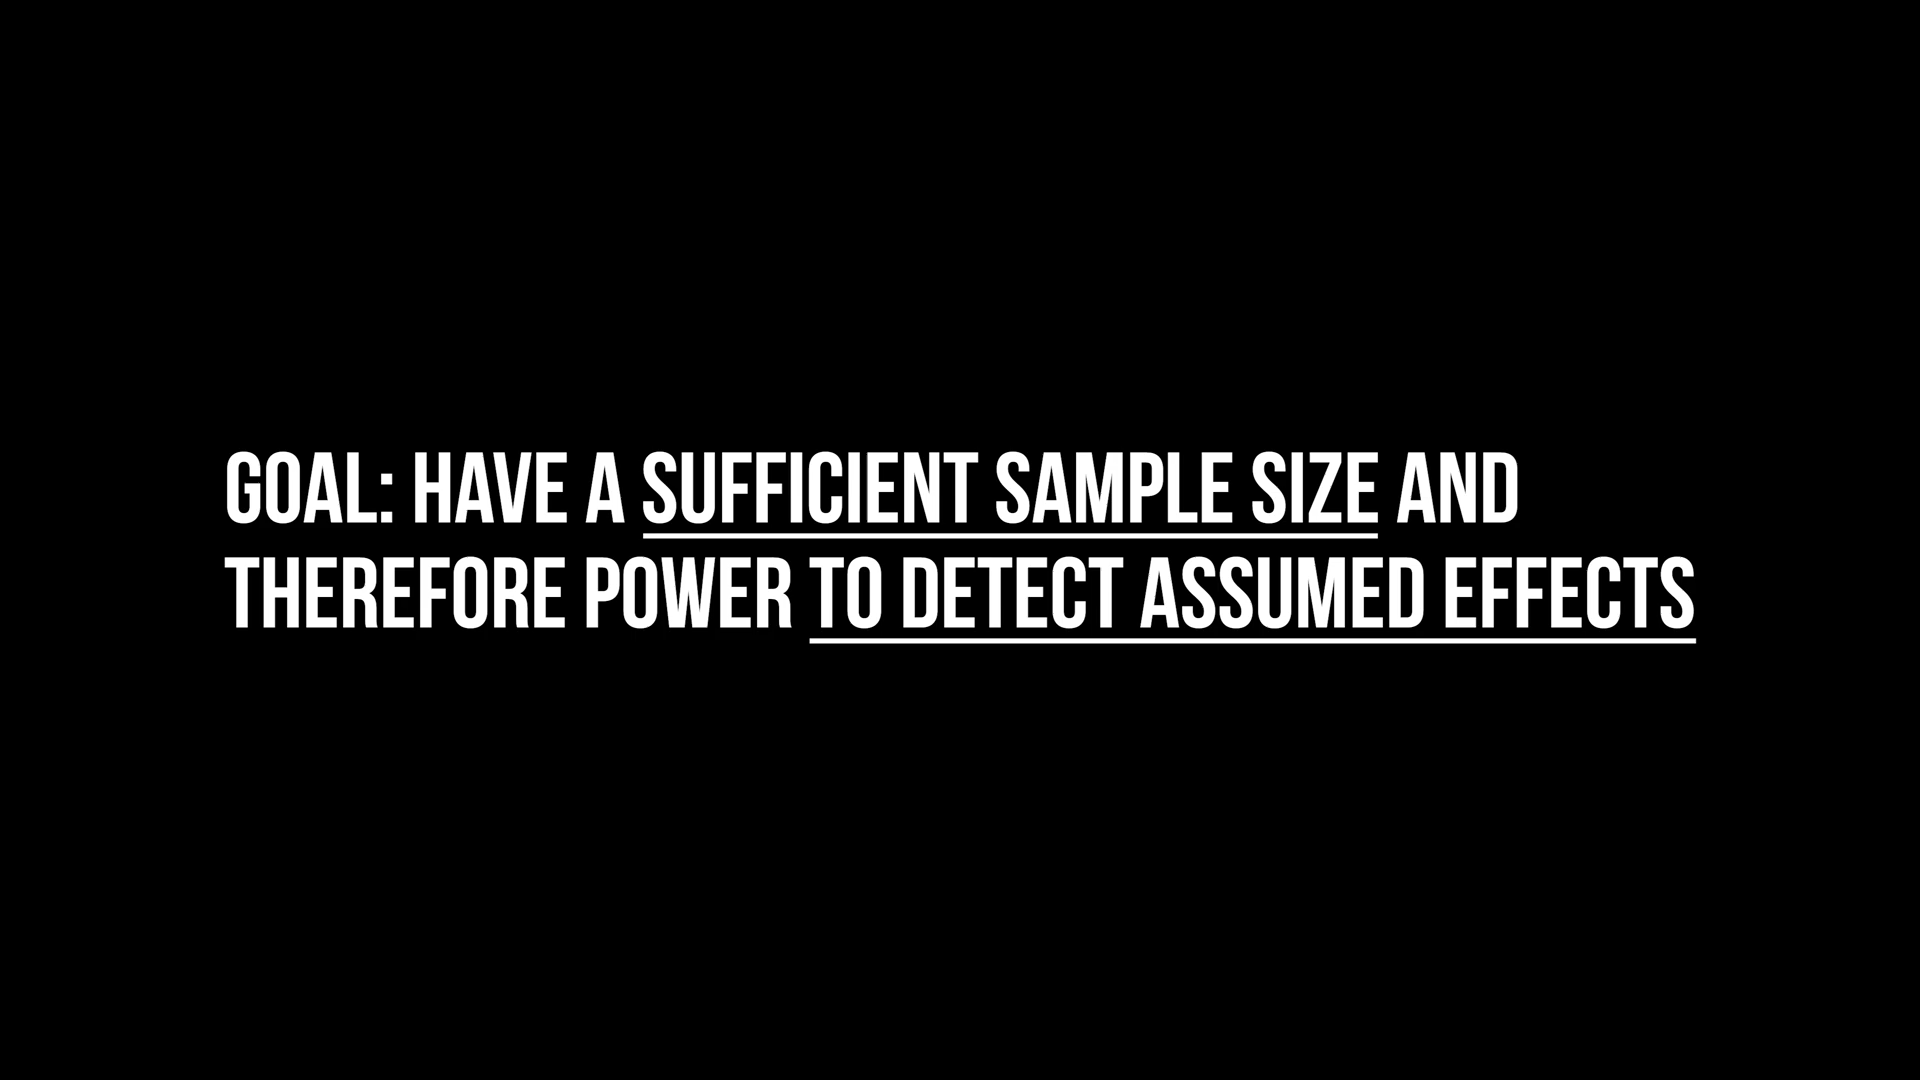 GOAL: HAVE A SUFFICIENT SAMPLE SIZE AND
THEREFORE POWER TO DETECT ASSUMED EFFECTS